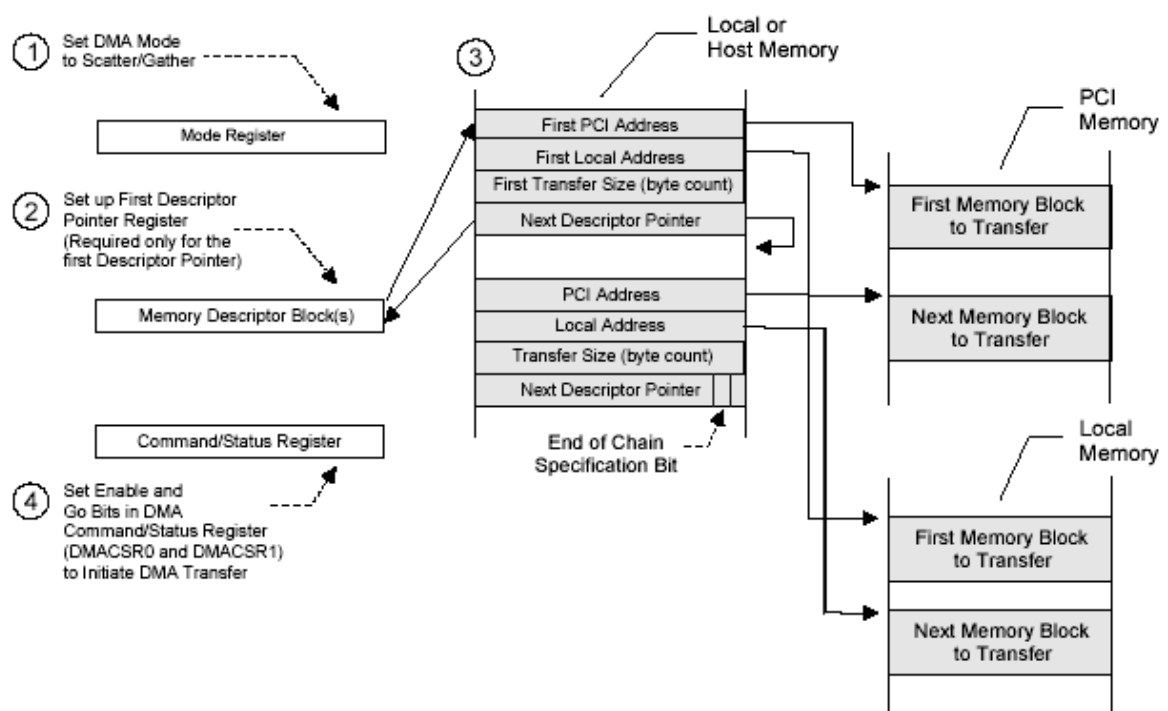 1
Set DMA Mode
to Scatter/Gather
Mode Register
2
Set up First Descriptor
Pointer Register
(Required only for the
first Descriptor Pointer)
Memory Descriptor Block(s)
Command/Status Register
4
Set Enable and
Go Bits in DMA
Command/Status Register
(DMACSR0 and DMACSR1)
to Initiate DMA Transfer
3
Local or
Host Memory
First PCI Address
First Local Address
First Transfer Size (byte count)
Next Descriptor Pointer
PCI Address
Local Address
Transfer Size (byte count)
Next Descriptor Pointer
End of Chain
Specification Bit
PCI
Memory
First Memory Block
to Transfer
Next Memory Block
to Transfer
Local
Memory
First Memory Block
to Transfer
Next Memory Block
to Transfer